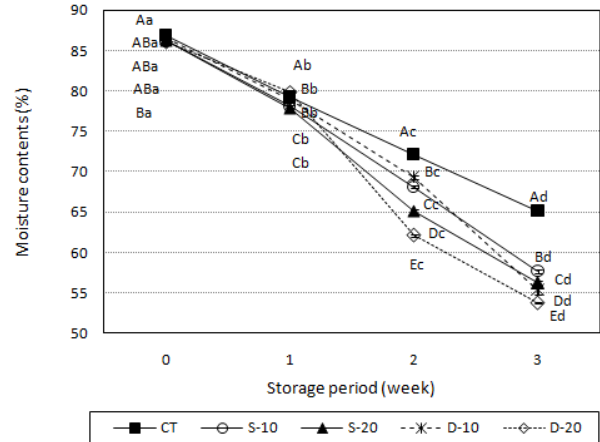 90
85
80
75
70
65
60
55
50
Moisture contents (%)
Aa
ABa
ABa
ABa
Ba
Ab
Bb
Bb
Cb
Cb
Ac
Bc
Cc
Dc
Ec
Ad
Bd
Cd
Dd
Ed
0 1 2 3
Storage period (week)
CT S-10 S-20 D-10 D-20